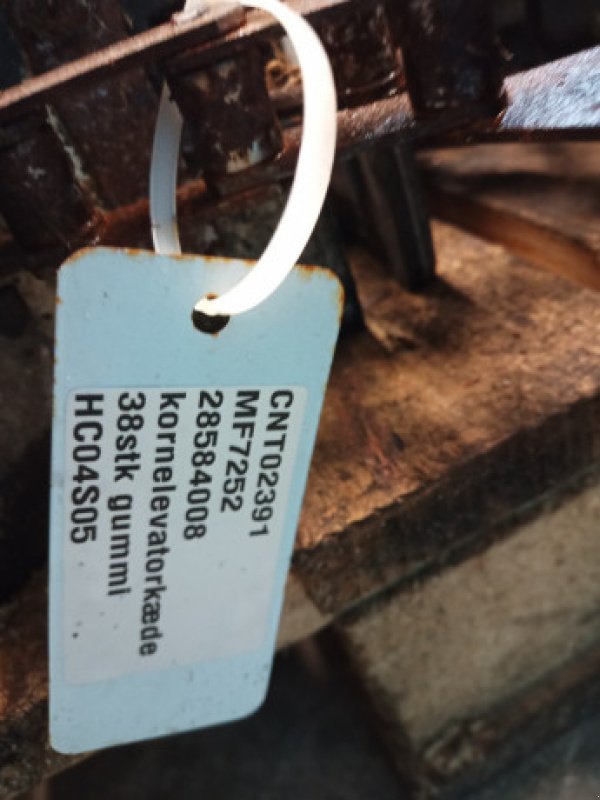 CNT02391
MF7252
28584008
kornelevatorkæde
38stk gummi
HC04S05